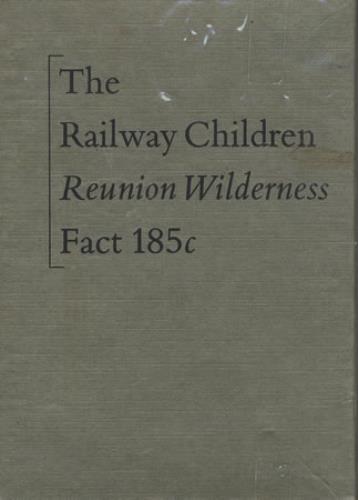 The
Railway Children
Reunion Wilderness
Fact 185c